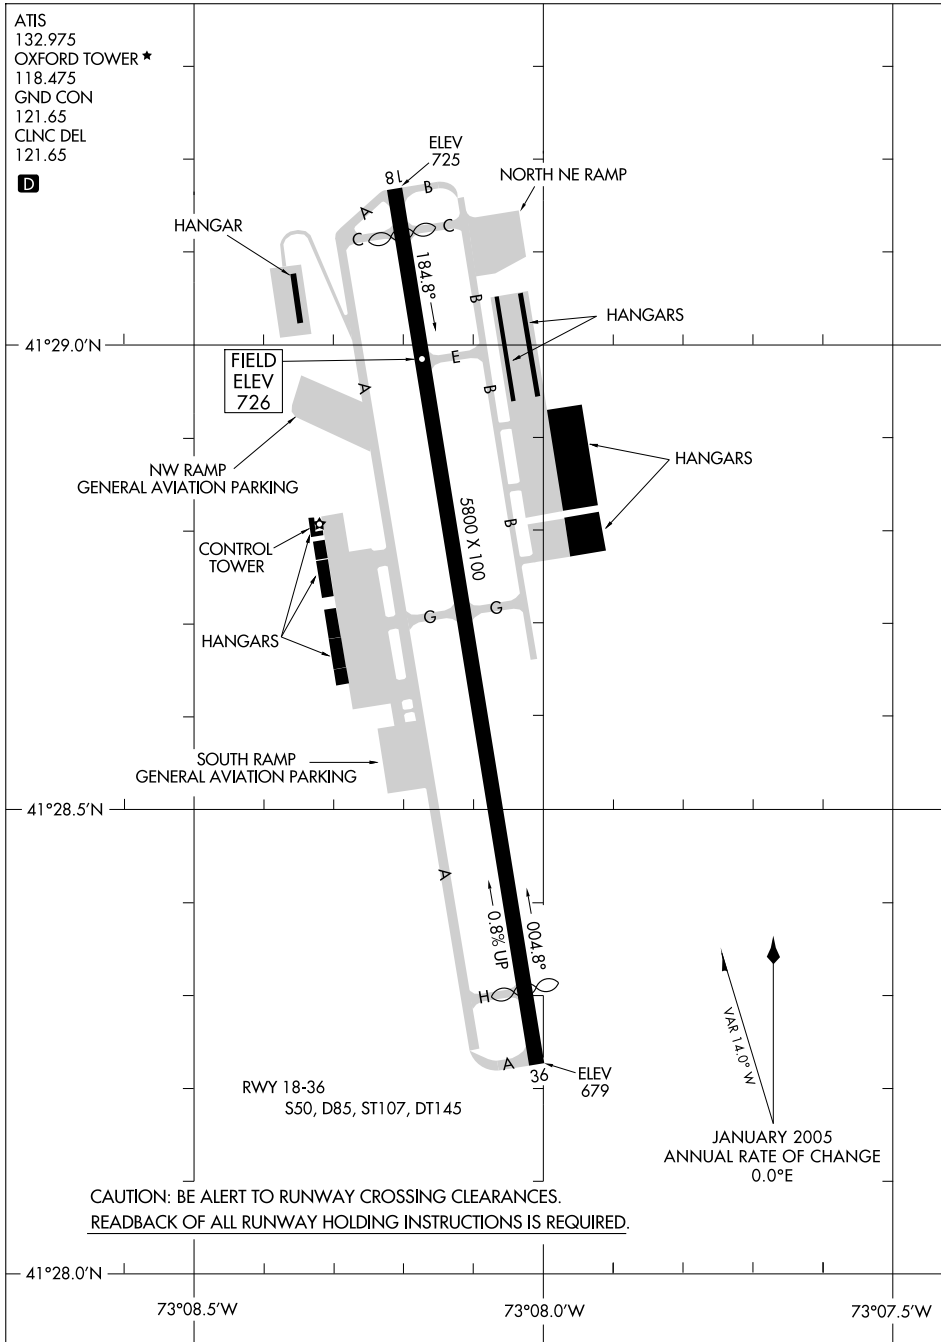 ATIS
132.975
OXFORD TOWER ★
118.475
GND CON
121.65
CLNC DEL
121.65
D
ELEV
725
18
B
A
C
C
NORTH NE RAMP
HANGAR
184.8°
B
HANGARS
41°29.0'N
E
FIELD
ELEV
726
A
B
NW RAMP
GENERAL AVIATION PARKING
HANGARS
5800 X 100
B
CONTROL
TOWER
G
G
HANGARS
SOUTH RAMP
GENERAL AVIATION PARKING
41°28.5'N
A
0.8% UP
004.8°
H
VAR 14.0° W
A
36
ELEV
679
RWY 18-36
S50, D85, ST107, DT145
JANUARY 2005
ANNUAL RATE OF CHANGE
0.0°E
CAUTION: BE ALERT TO RUNWAY CROSSING CLEARANCES.
READBACK OF ALL RUNWAY HOLDING INSTRUCTIONS IS REQUIRED.
41°28.0'N
73°08.5'W
73°08.0'W
73°07.5'W